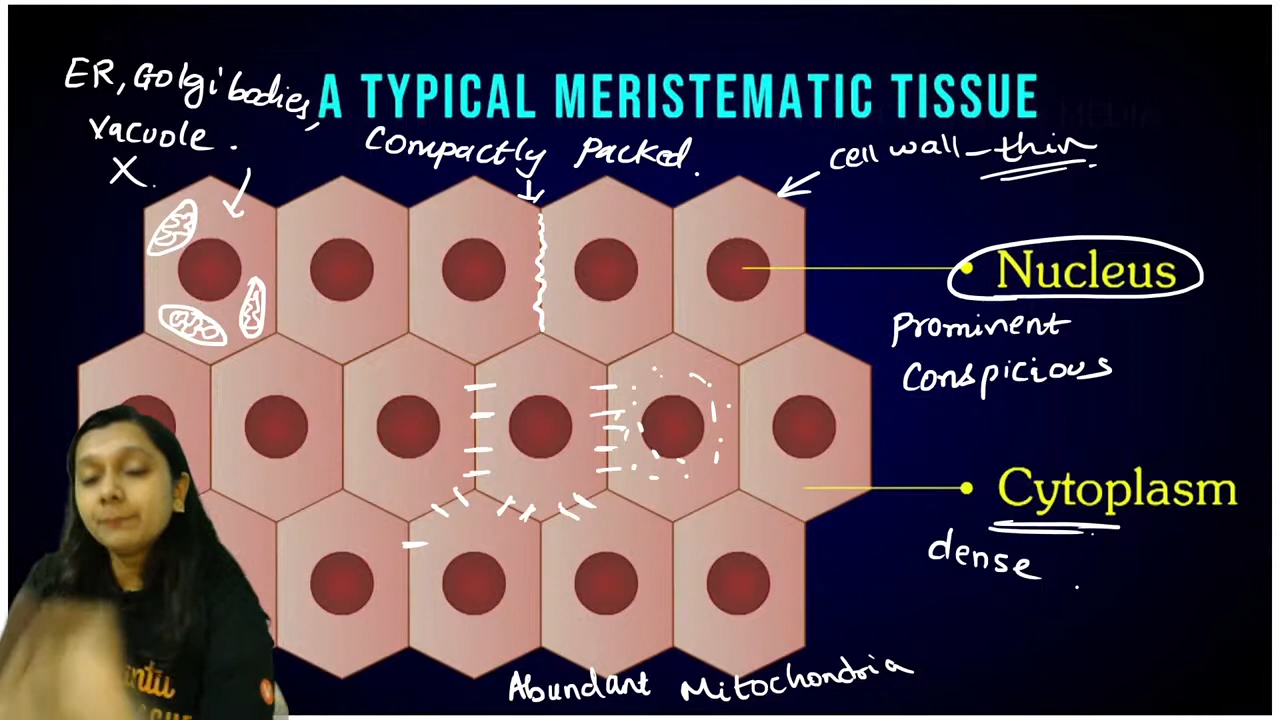 ER, Golgi bodies,
A TYPICAL MERISTEMATIC TISSUE
Vacuole.
X.
Compactly Packed.
cell wall - thin
Nucleus
Prominent
Conspicious
Cytoplasm
dense.
Abundant Mitochondria